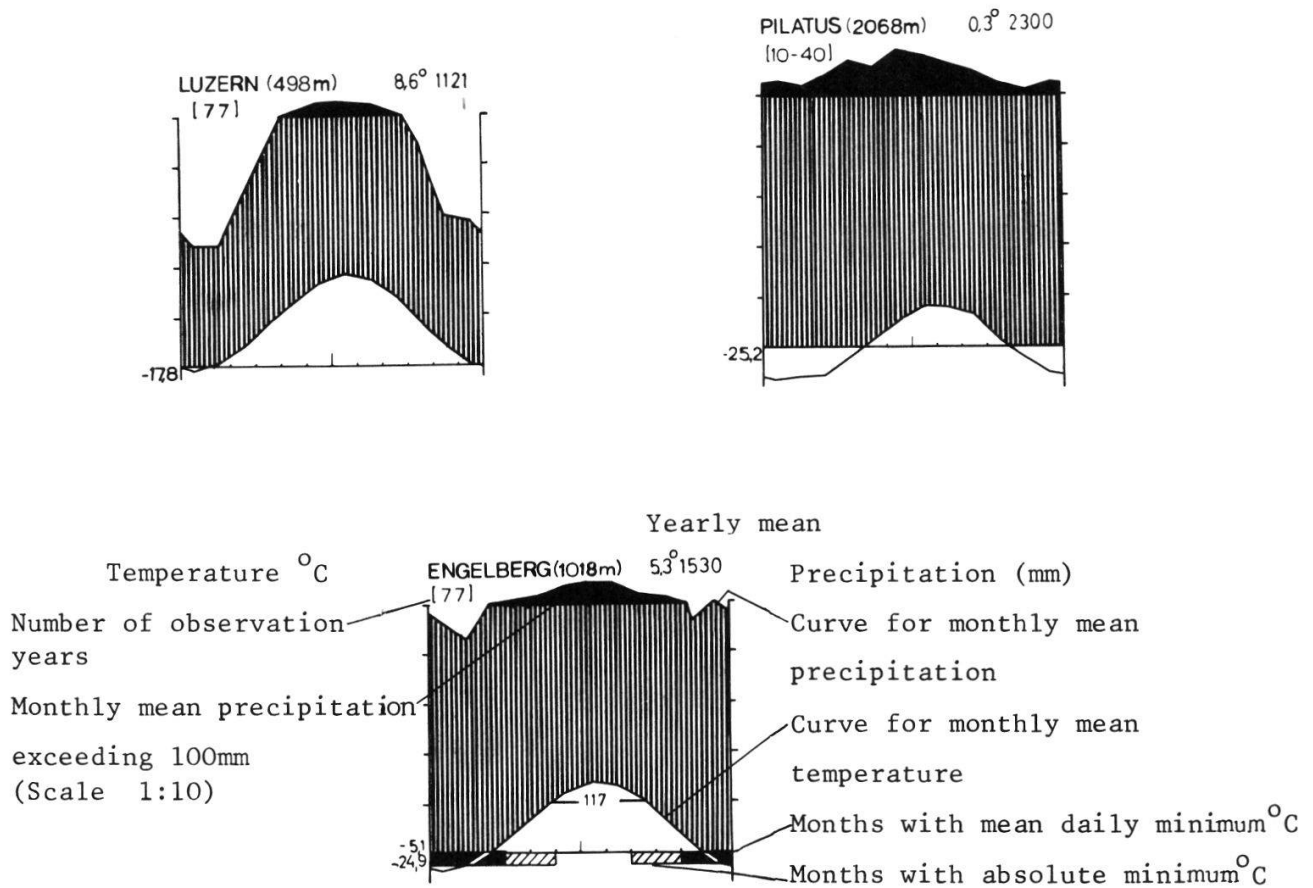 PILATUS (2068m) 0,3° 2300
[10-40]
LUZERN (498m) 8,6° 1121
[77]
-17,8
-25,2
Yearly mean
Temperature °C
ENGELBERG (1018m) 5,3° 1530
Precipitation (mm)
[77]
Number of observation
years
Curve for monthly mean
precipitation
Monthly mean precipitation
exceeding 100mm
(Scale 1:10)
Curve for monthly mean
temperature
117
Months with mean daily minimum °C
-5,1
-24,9
Months with absolute minimum °C